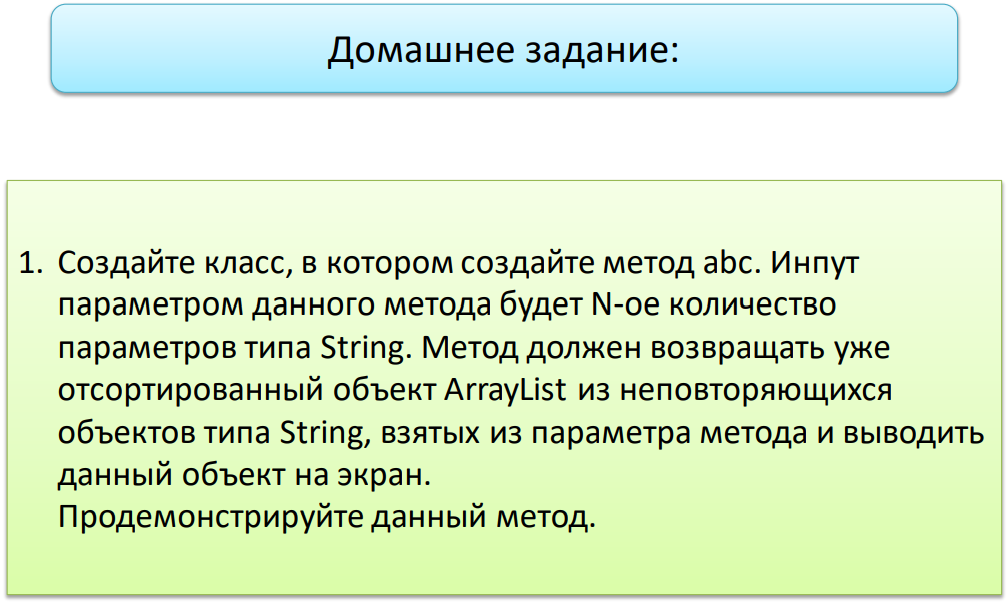 Домашнее задание:
1. Создайте класс, в котором создайте метод abc. Инпут
параметром данного метода будет N-ое количество
параметров типа String. Метод должен возвращать уже
отсортированный объект ArrayList из неповторяющихся
объектов типа String, взятых из параметра метода и выводить
данный объект на экран.
Продемонстрируйте данный метод.